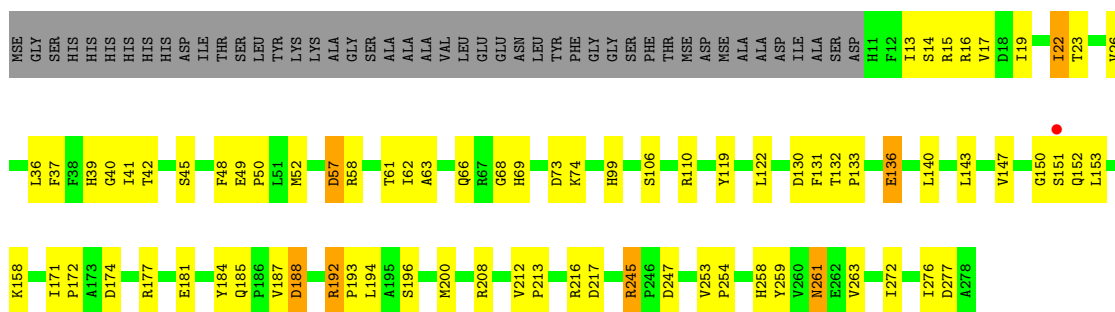 MSE GLY SER HIS HIS HIS HIS HIS HIS ASP ILE THR SER LEU TYR LYS LYS ALA GLY SER ALA ALA ALA VAL LEU GLU GLU ASN LEU TYR PHE GLY GLY SER PHE THR MSE ASP MSE ALA ALA ASP ILE ALA SER ASP H11 F12 I13 S14 R15 R16 V17 D18 I19 I22 T23 V26
L36 F37 F38 H39 G40 I41 T42 S45 F48 E49 P50 L51 M52 D57 R58 T61 I62 A63 Q66 R67 G68 H69 D73 K74 H99 S106 R110 Y119 L122 D130 F131 T132 P133 E136 L140 L143 V147 G150 S151 Q152 L153
K158 I171 P172 A173 D174 R177 E181 Y184 Q185 P186 V187 D188 R192 P193 L194 A195 S196 M200 R208 V212 P213 R216 D217 R245 P246 D247 V253 P254 H258 Y259 V260 N261 E262 V263 I272 I276 D277 A278